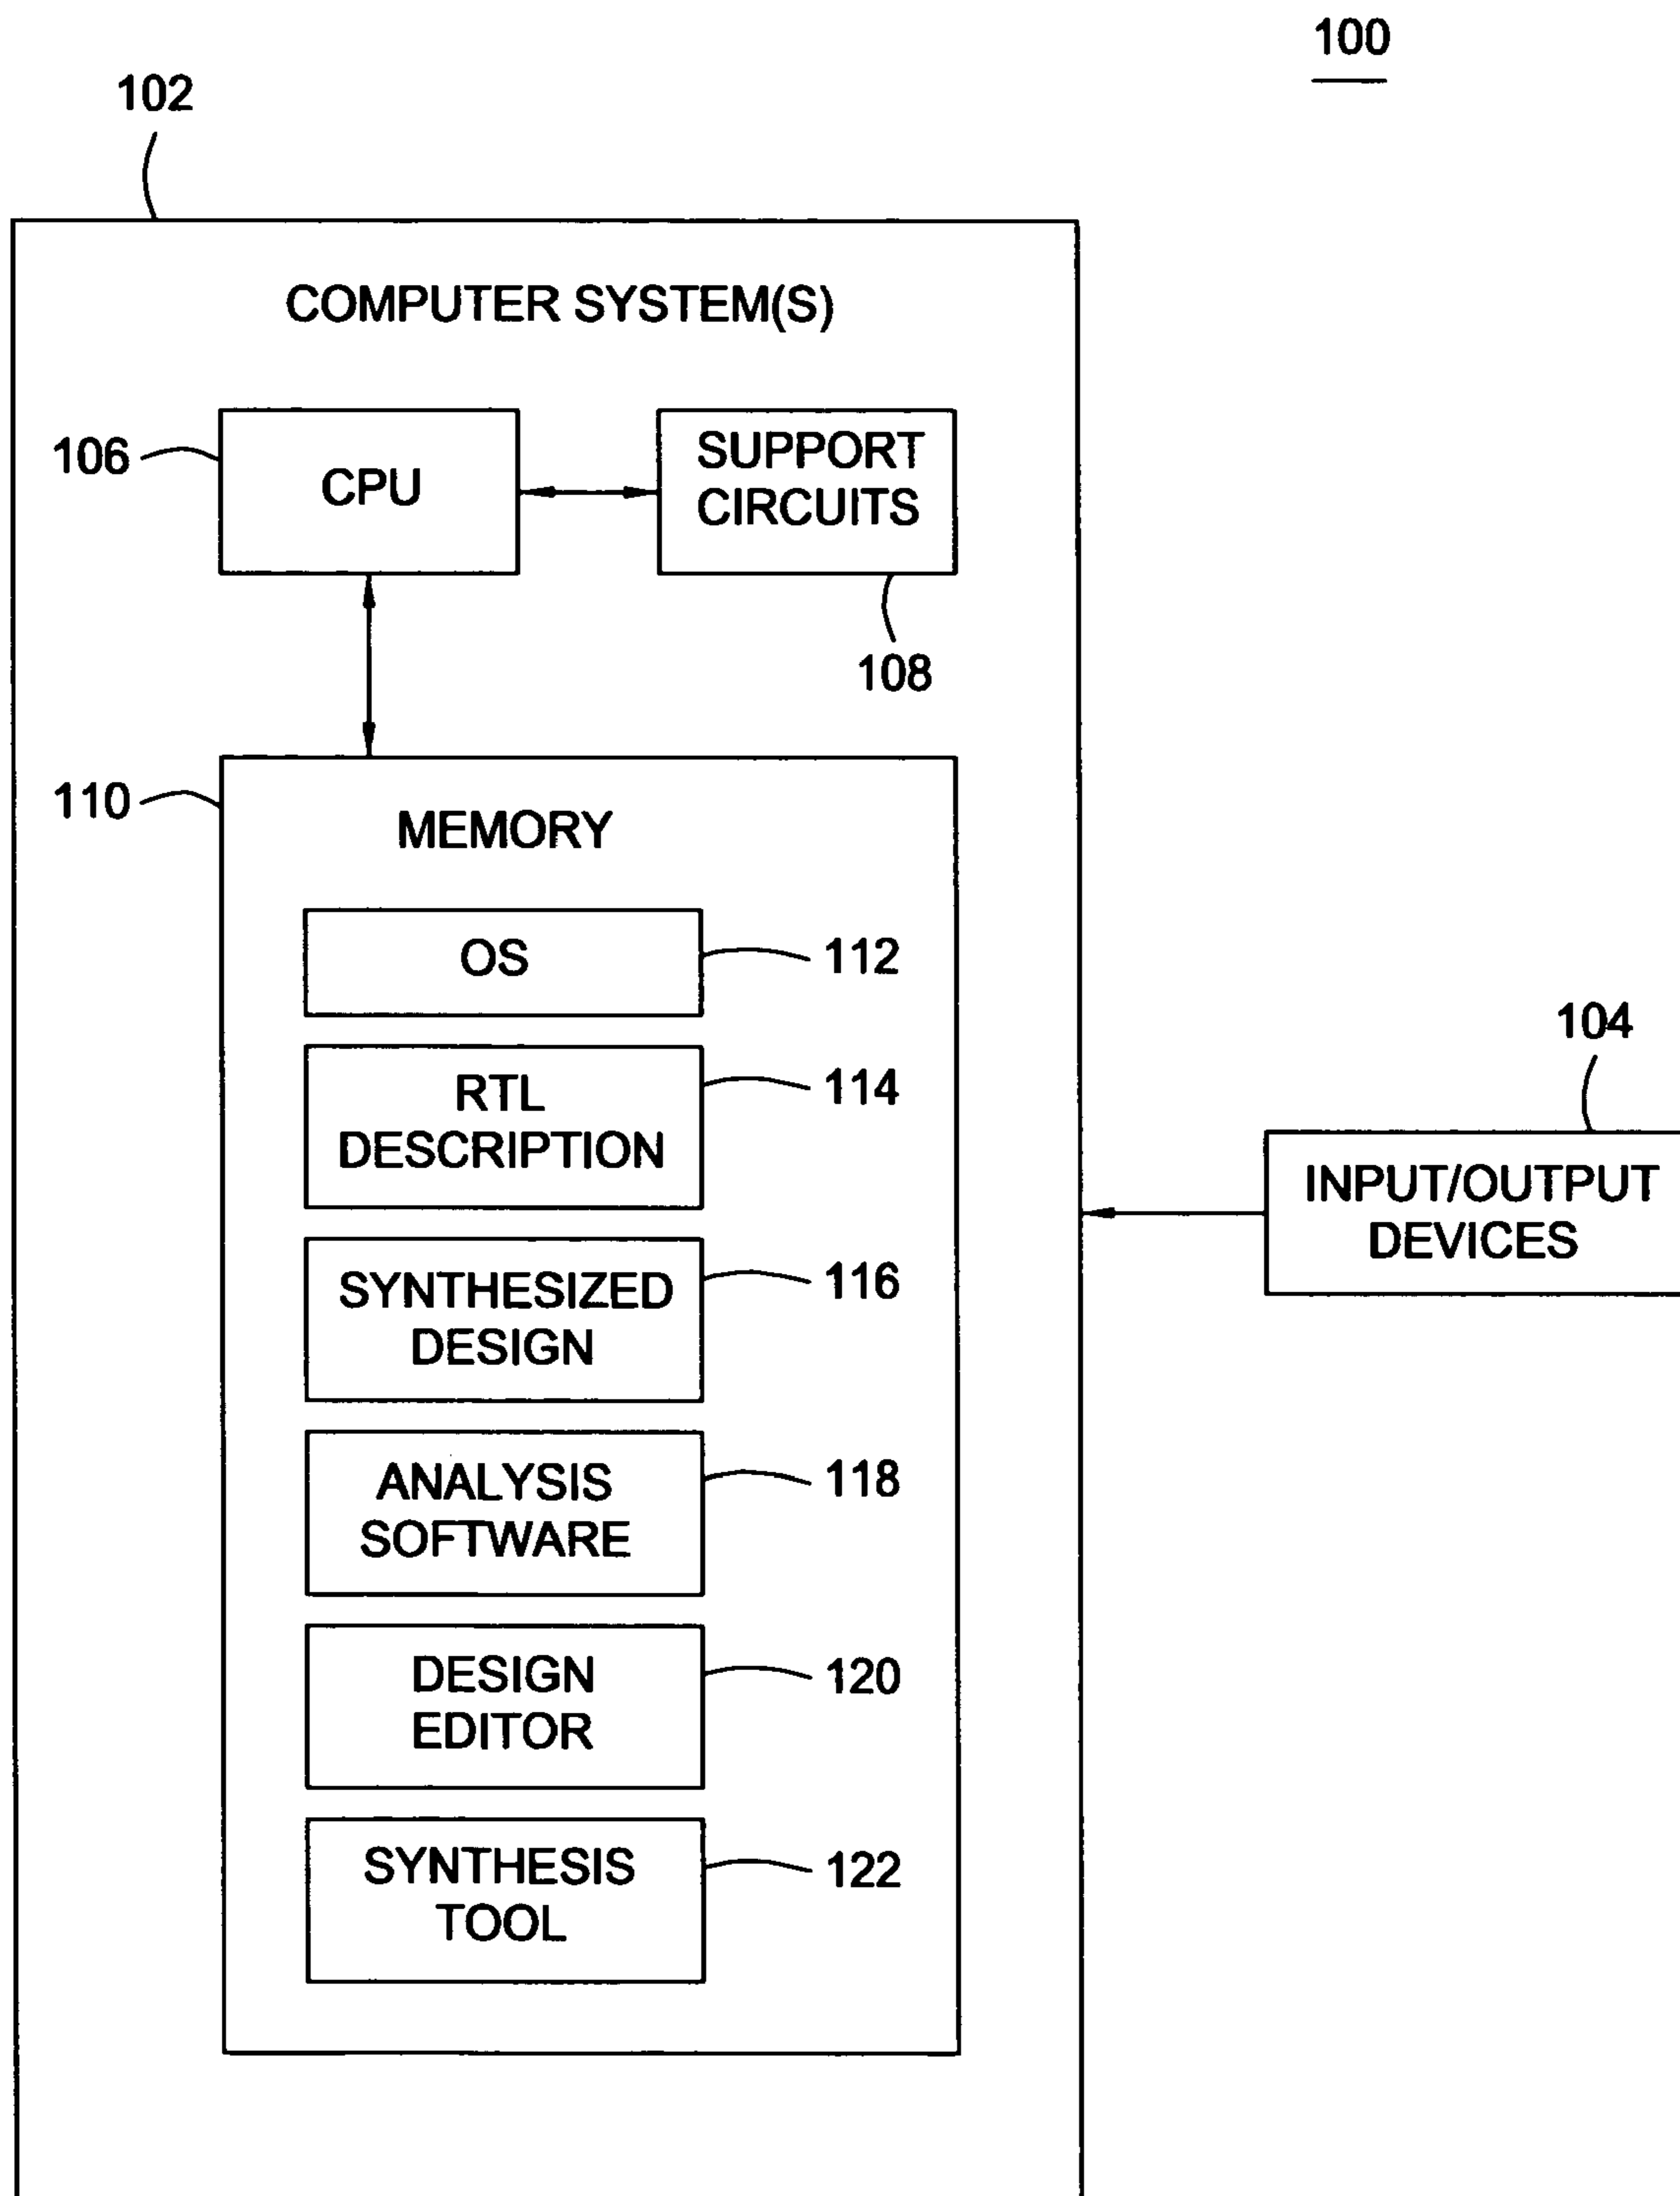 100
102
COMPUTER SYSTEM(S)
106
CPU
SUPPORT
CIRCUITS
108
110
MEMORY
OS
112
RTL
DESCRIPTION
114
SYNTHESIZED
DESIGN
116
ANALYSIS
SOFTWARE
118
DESIGN
EDITOR
120
SYNTHESIS
TOOL
122
104
INPUT/OUTPUT
DEVICES